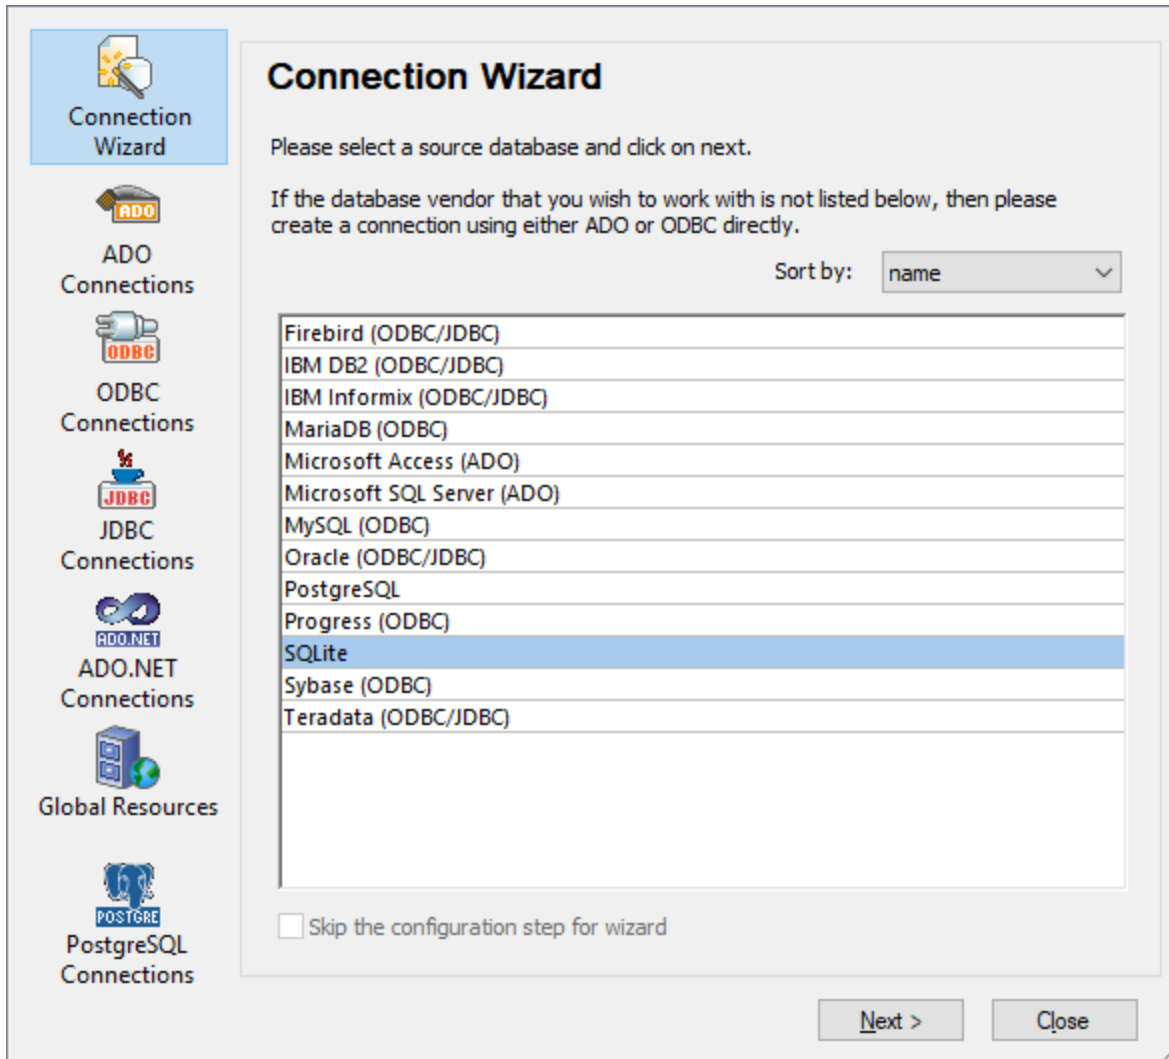 Connection
Wizard
ADO
ADO
Connections
ODBC
ODBC
Connections
JDBC
JDBC
Connections
ADO.NET
ADO.NET
Connections
Global Resources
POSTGRE
PostgreSQL
Connections
Connection Wizard
Please select a source database and click on next.
If the database vendor that you wish to work with is not listed below, then please
create a connection using either ADO or ODBC directly.
Sort by: name
Firebird (ODBC/JDBC)
IBM DB2 (ODBC/JDBC)
IBM Informix (ODBC/JDBC)
MariaDB (ODBC)
Microsoft Access (ADO)
Microsoft SQL Server (ADO)
MySQL (ODBC)
Oracle (ODBC/JDBC)
PostgreSQL
Progress (ODBC)
SQLite
Sybase (ODBC)
Teradata (ODBC/JDBC)
Skip the configuration step for wizard
Next > Close